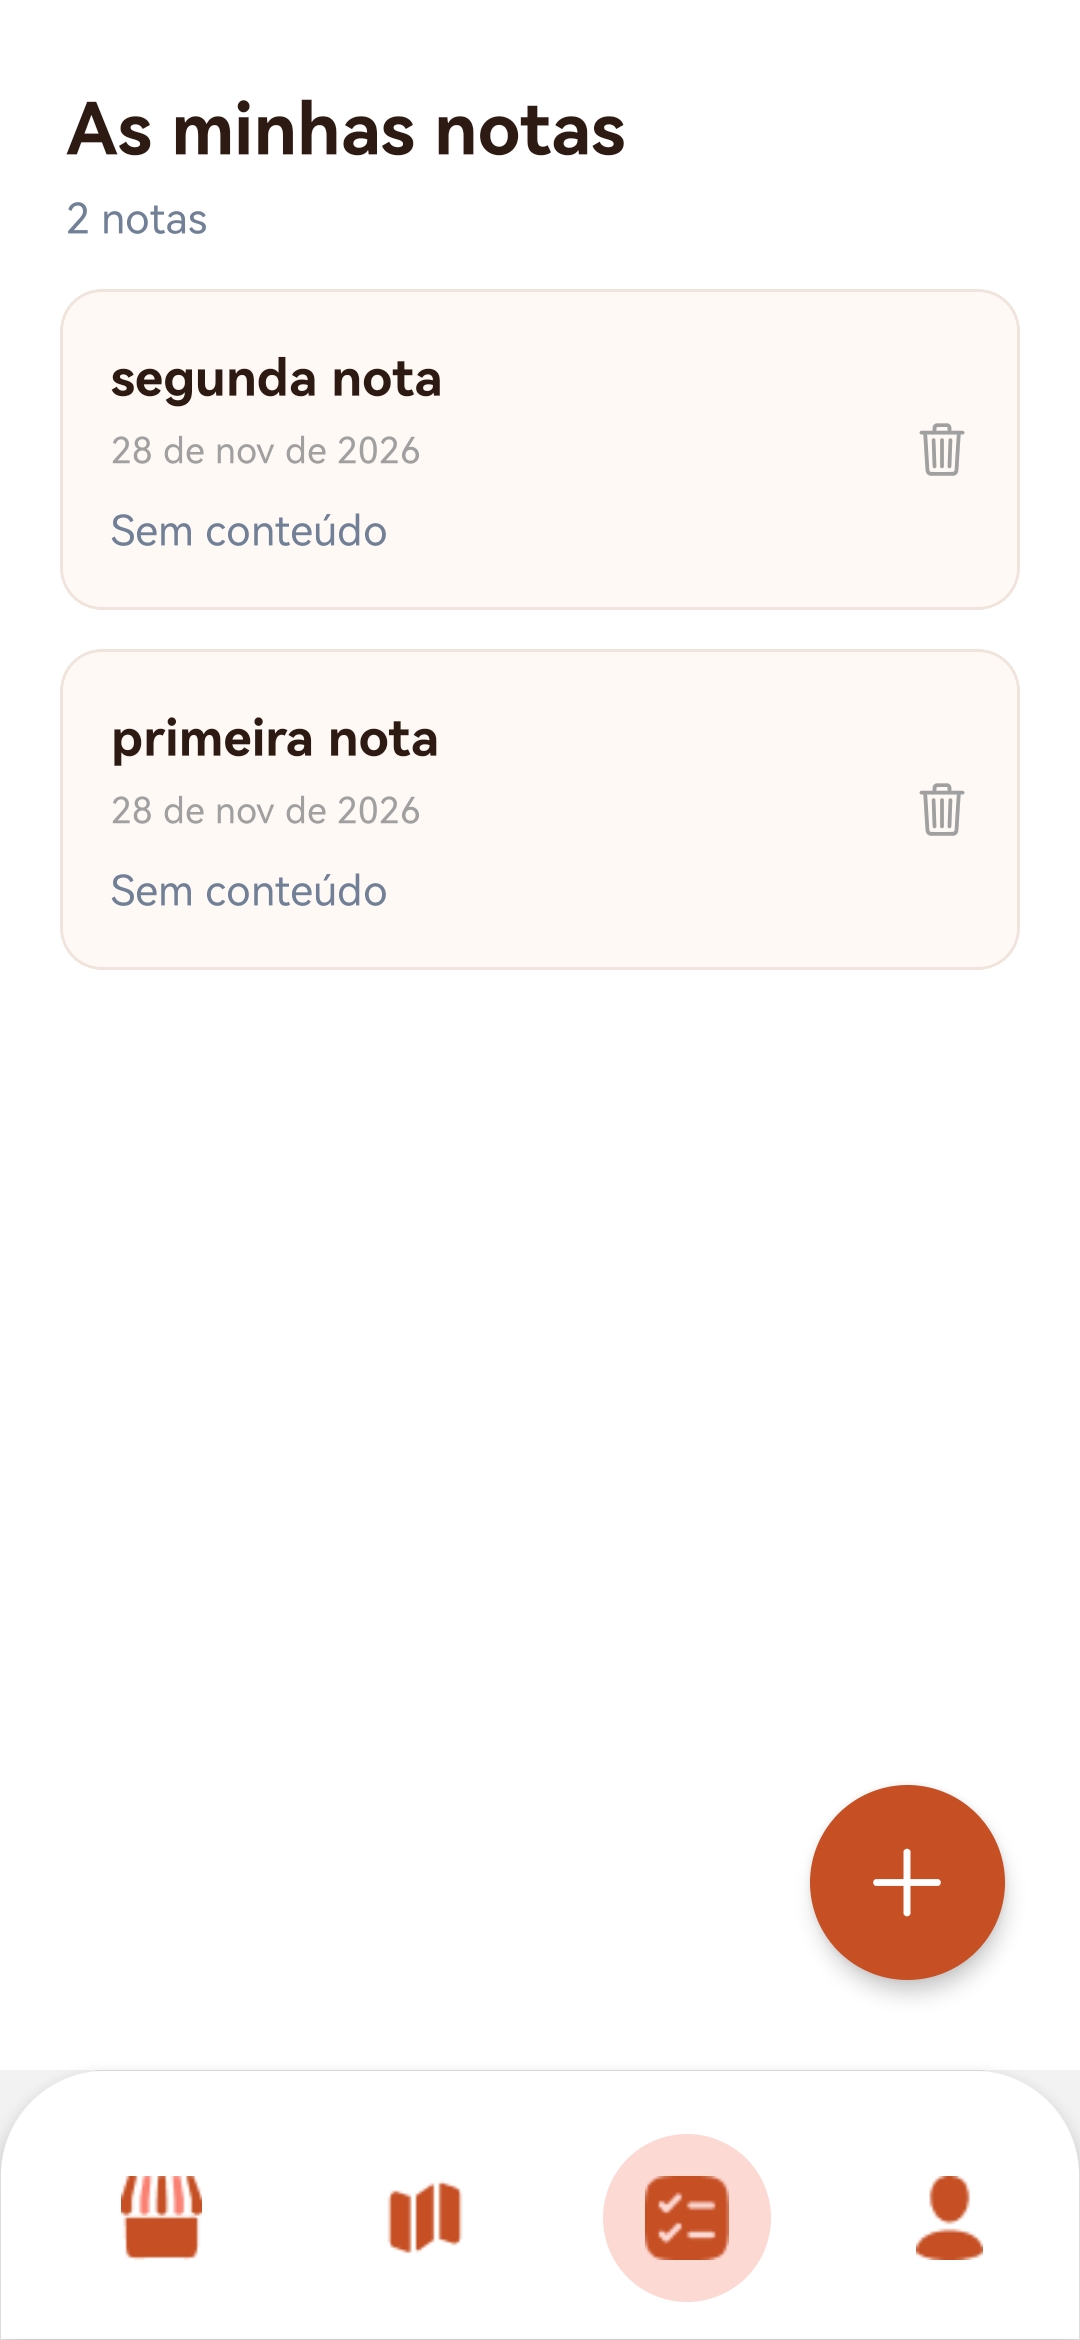 As minhas notas
2 notas
segunda nota
28 de nov de 2026
Sem conteúdo
primeira nota
28 de nov de 2026
Sem conteúdo